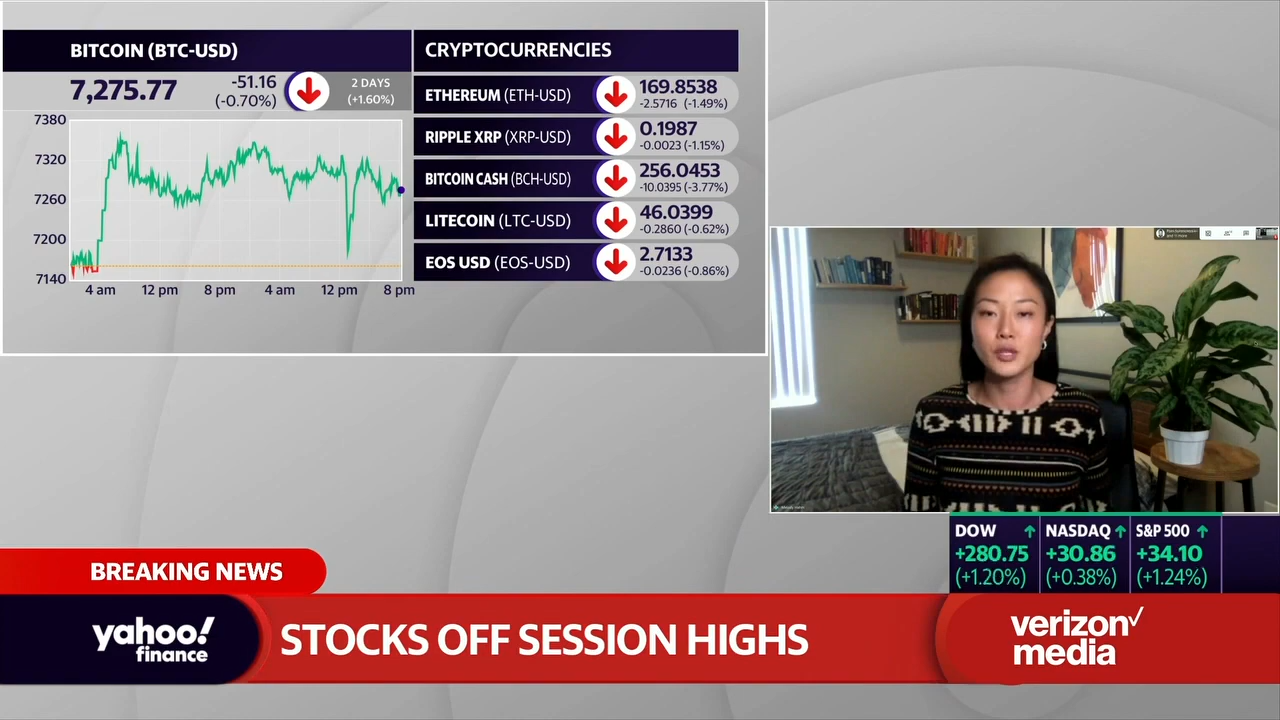 BITCOIN (BTC-USD)
7,275.77
-51.16
(-0.70%)
2 DAYS
(+1.60%)
7380
7320
7260
7200
7140
4 am 12 pm 8 pm 4 am 12 pm 8 pm
CRYPTOCURRENCIES
ETHEREUM (ETH-USD)
169.8538
-2.5716 (-1.49%)
RIPPLE XRP (XRP-USD)
0.1987
-0.0023 (-1.15%)
BITCOIN CASH (BCH-USD)
256.0453
-10.0395 (-3.77%)
LITECOIN (LTC-USD)
46.0399
-0.2860 (-0.62%)
EOS USD (EOS-USD)
2.7133
-0.0236 (-0.86%)
DOW
+280.75
(+1.20%)
NASDAQ
+30.86
(+0.38%)
S&P 500
+34.10
(+1.24%)
BREAKING NEWS
yahoo!
finance
STOCKS OFF SESSION HIGHS
verizon
media